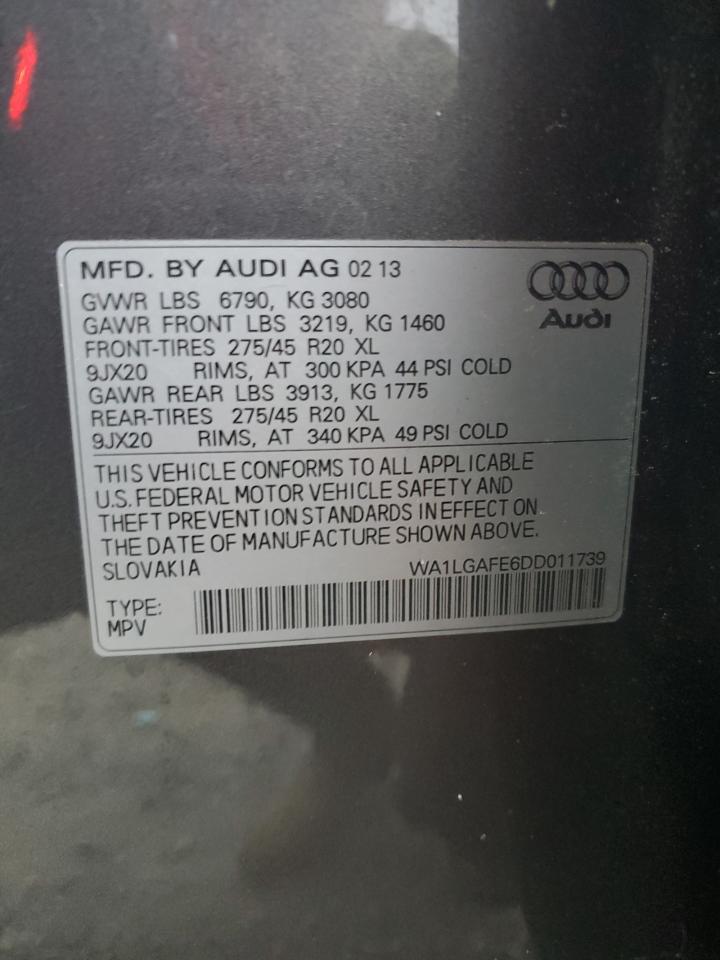 MFD. BY AUDI AG 02 13
Audi
GVWR LBS 6790, KG 3080
GAWR FRONT LBS 3219, KG 1460
FRONT-TIRES 275/45 R20 XL
9JX20 RIMS, AT 300 KPA 44 PSI COLD
GAWR REAR LBS 3913, KG 1775
REAR-TIRES 275/45 R20 XL
9JX20 RIMS, AT 340 KPA 49 PSI COLD
THIS VEHICLE CONFORMS TO ALL APPLICABLE
U.S. FEDERAL MOTOR VEHICLE SAFETY AND
THEFT PREVENTION STANDARDS IN EFFECT ON
THE DATE OF MANUFACTURE SHOWN ABOVE.
SLOVAKIA WA1LGAFE6DD011739
TYPE:
MPV